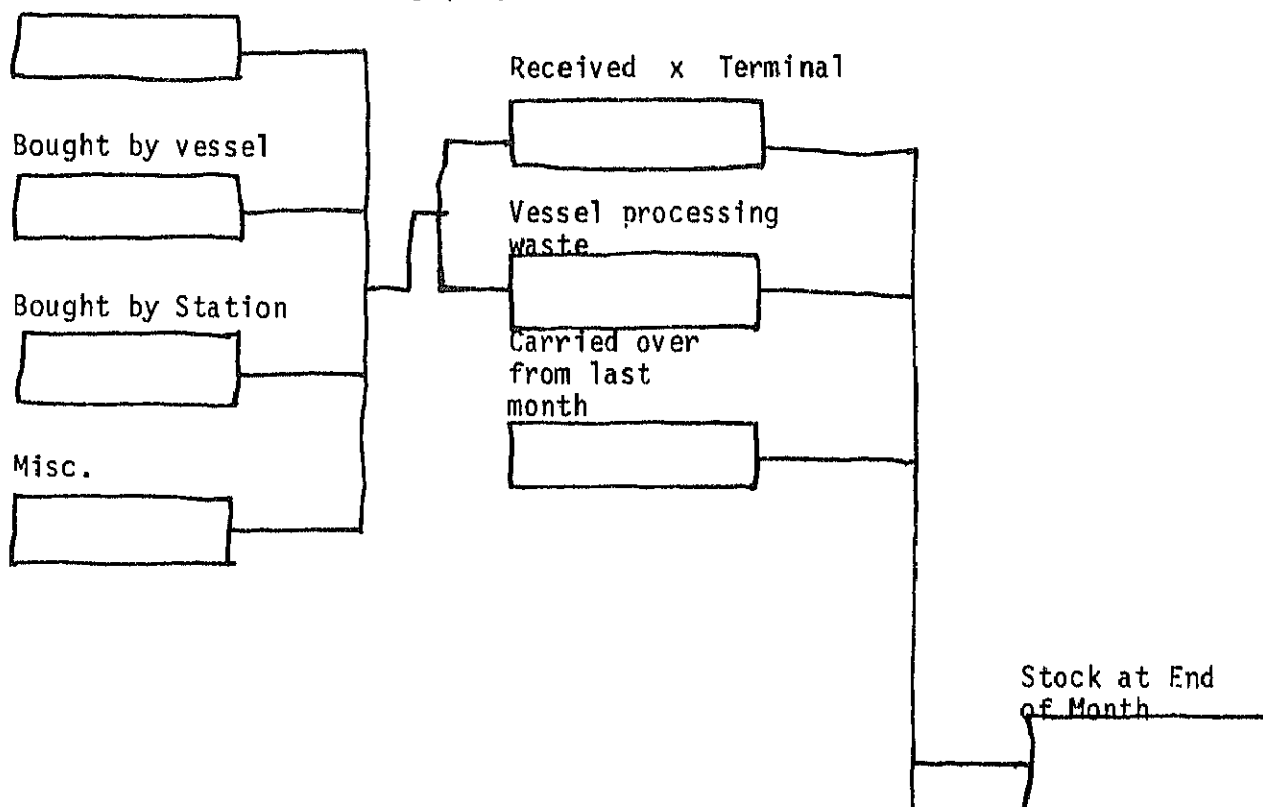 Received x Terminal
Bought by vessel
Vessel processing
waste
Bought by Station
Carried over
from last
month
Misc.
Stock at End
of Month